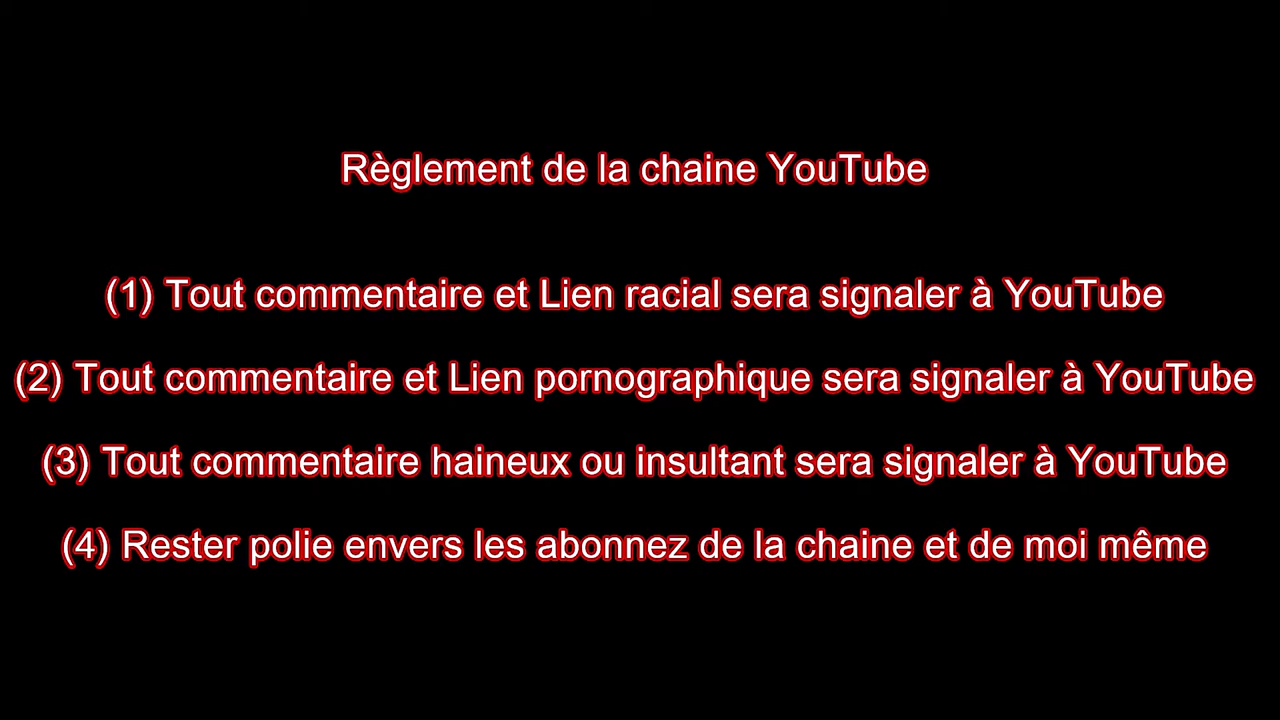 Règlement de la chaine YouTube
(1) Tout commentaire et Lien racial sera signaler à YouTube
(2) Tout commentaire et Lien pornographique sera signaler à YouTube
(3) Tout commentaire haineux ou insultant sera signaler à YouTube
(4) Rester polie envers les abonnez de la chaine et de moi même